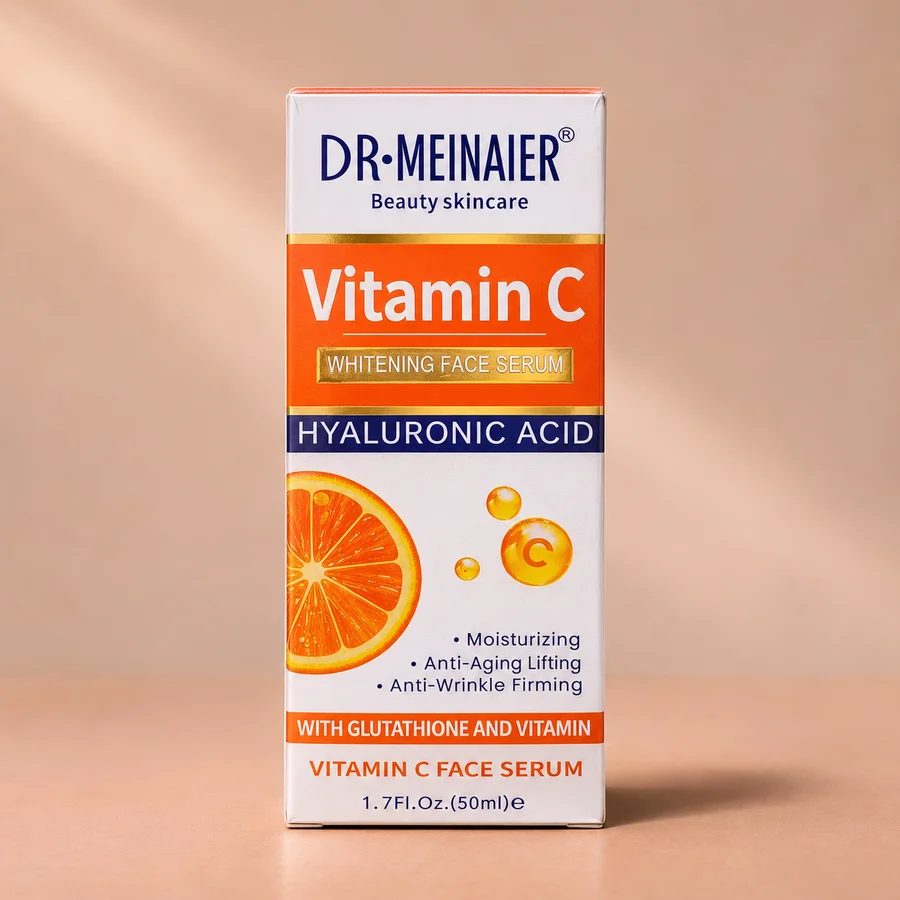 DR•MEINAIER®
Beauty skincare
Vitamin C
WHITENING FACE SERUM
HYALURONIC ACID
C
• Moisturizing
• Anti-Aging Lifting
• Anti-Wrinkle Firming
WITH GLUTATHIONE AND VITAMIN
VITAMIN C FACE SERUM
1.7Fl.Oz.(50ml)℮